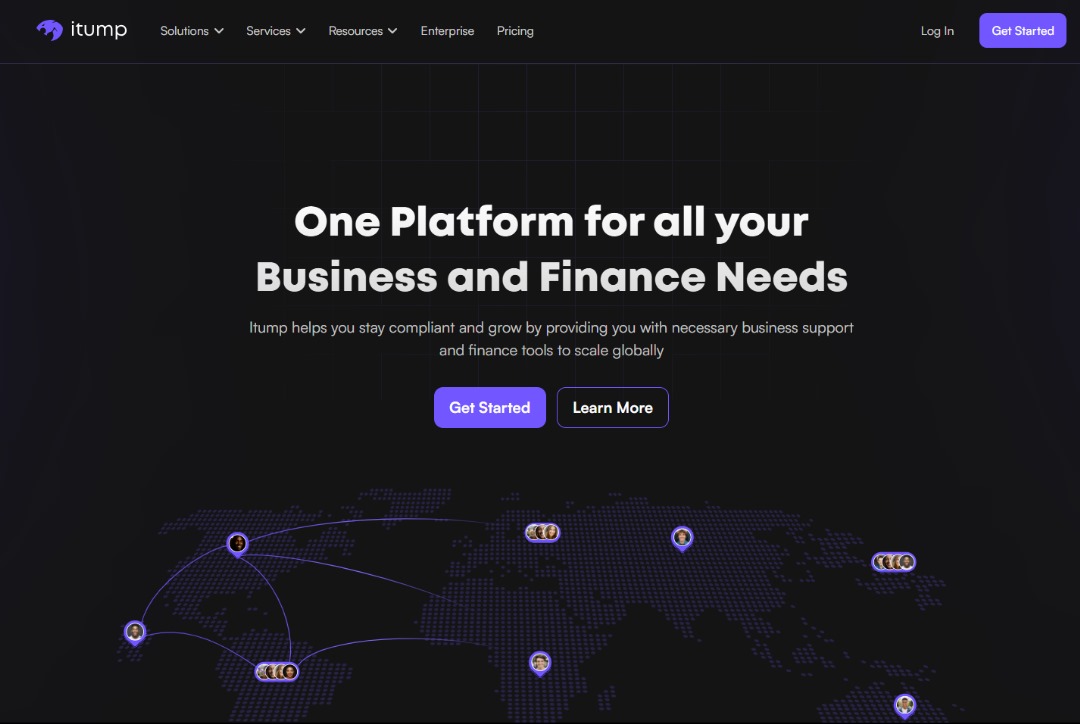 itump
Solutions
Services
Resources
Enterprise
Pricing
Log In
Get Started
One Platform for all your
Business and Finance Needs
Itump helps you stay compliant and grow by providing you with necessary business support
and finance tools to scale globally
Get Started
Learn More